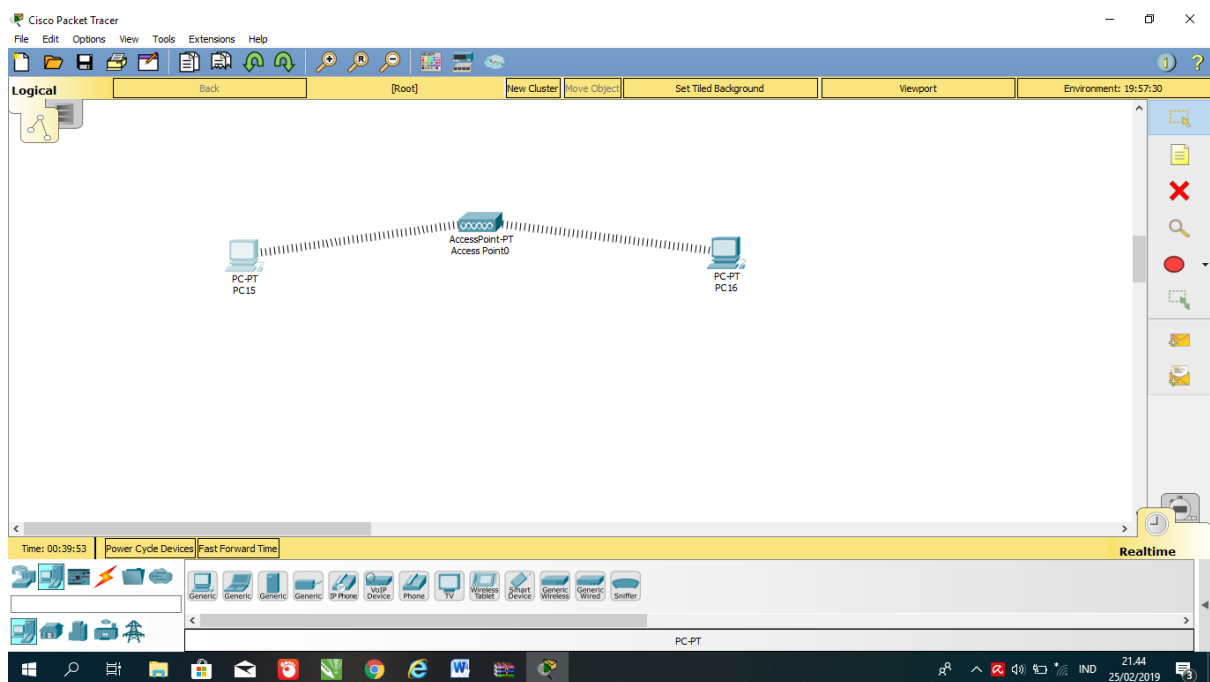 Cisco Packet Tracer
File Edit Options View Tools Extensions Help
Logical Back [Root] New Cluster Move Object Set Tiled Background Viewport Environment: 19:57:30
AccessPoint-PT
Access Point0
PC-PT
PC15
PC-PT
PC16
Time: 00:39:53 Power Cycle Devices Fast Forward Time Realtime
Generic Generic Generic Generic IP Phone VoIP Device Phone TV Wireless Tablet Smart Device Generic Wireless Generic Wired Sniffer
PC-PT
IND 21.44
25/02/2019 3